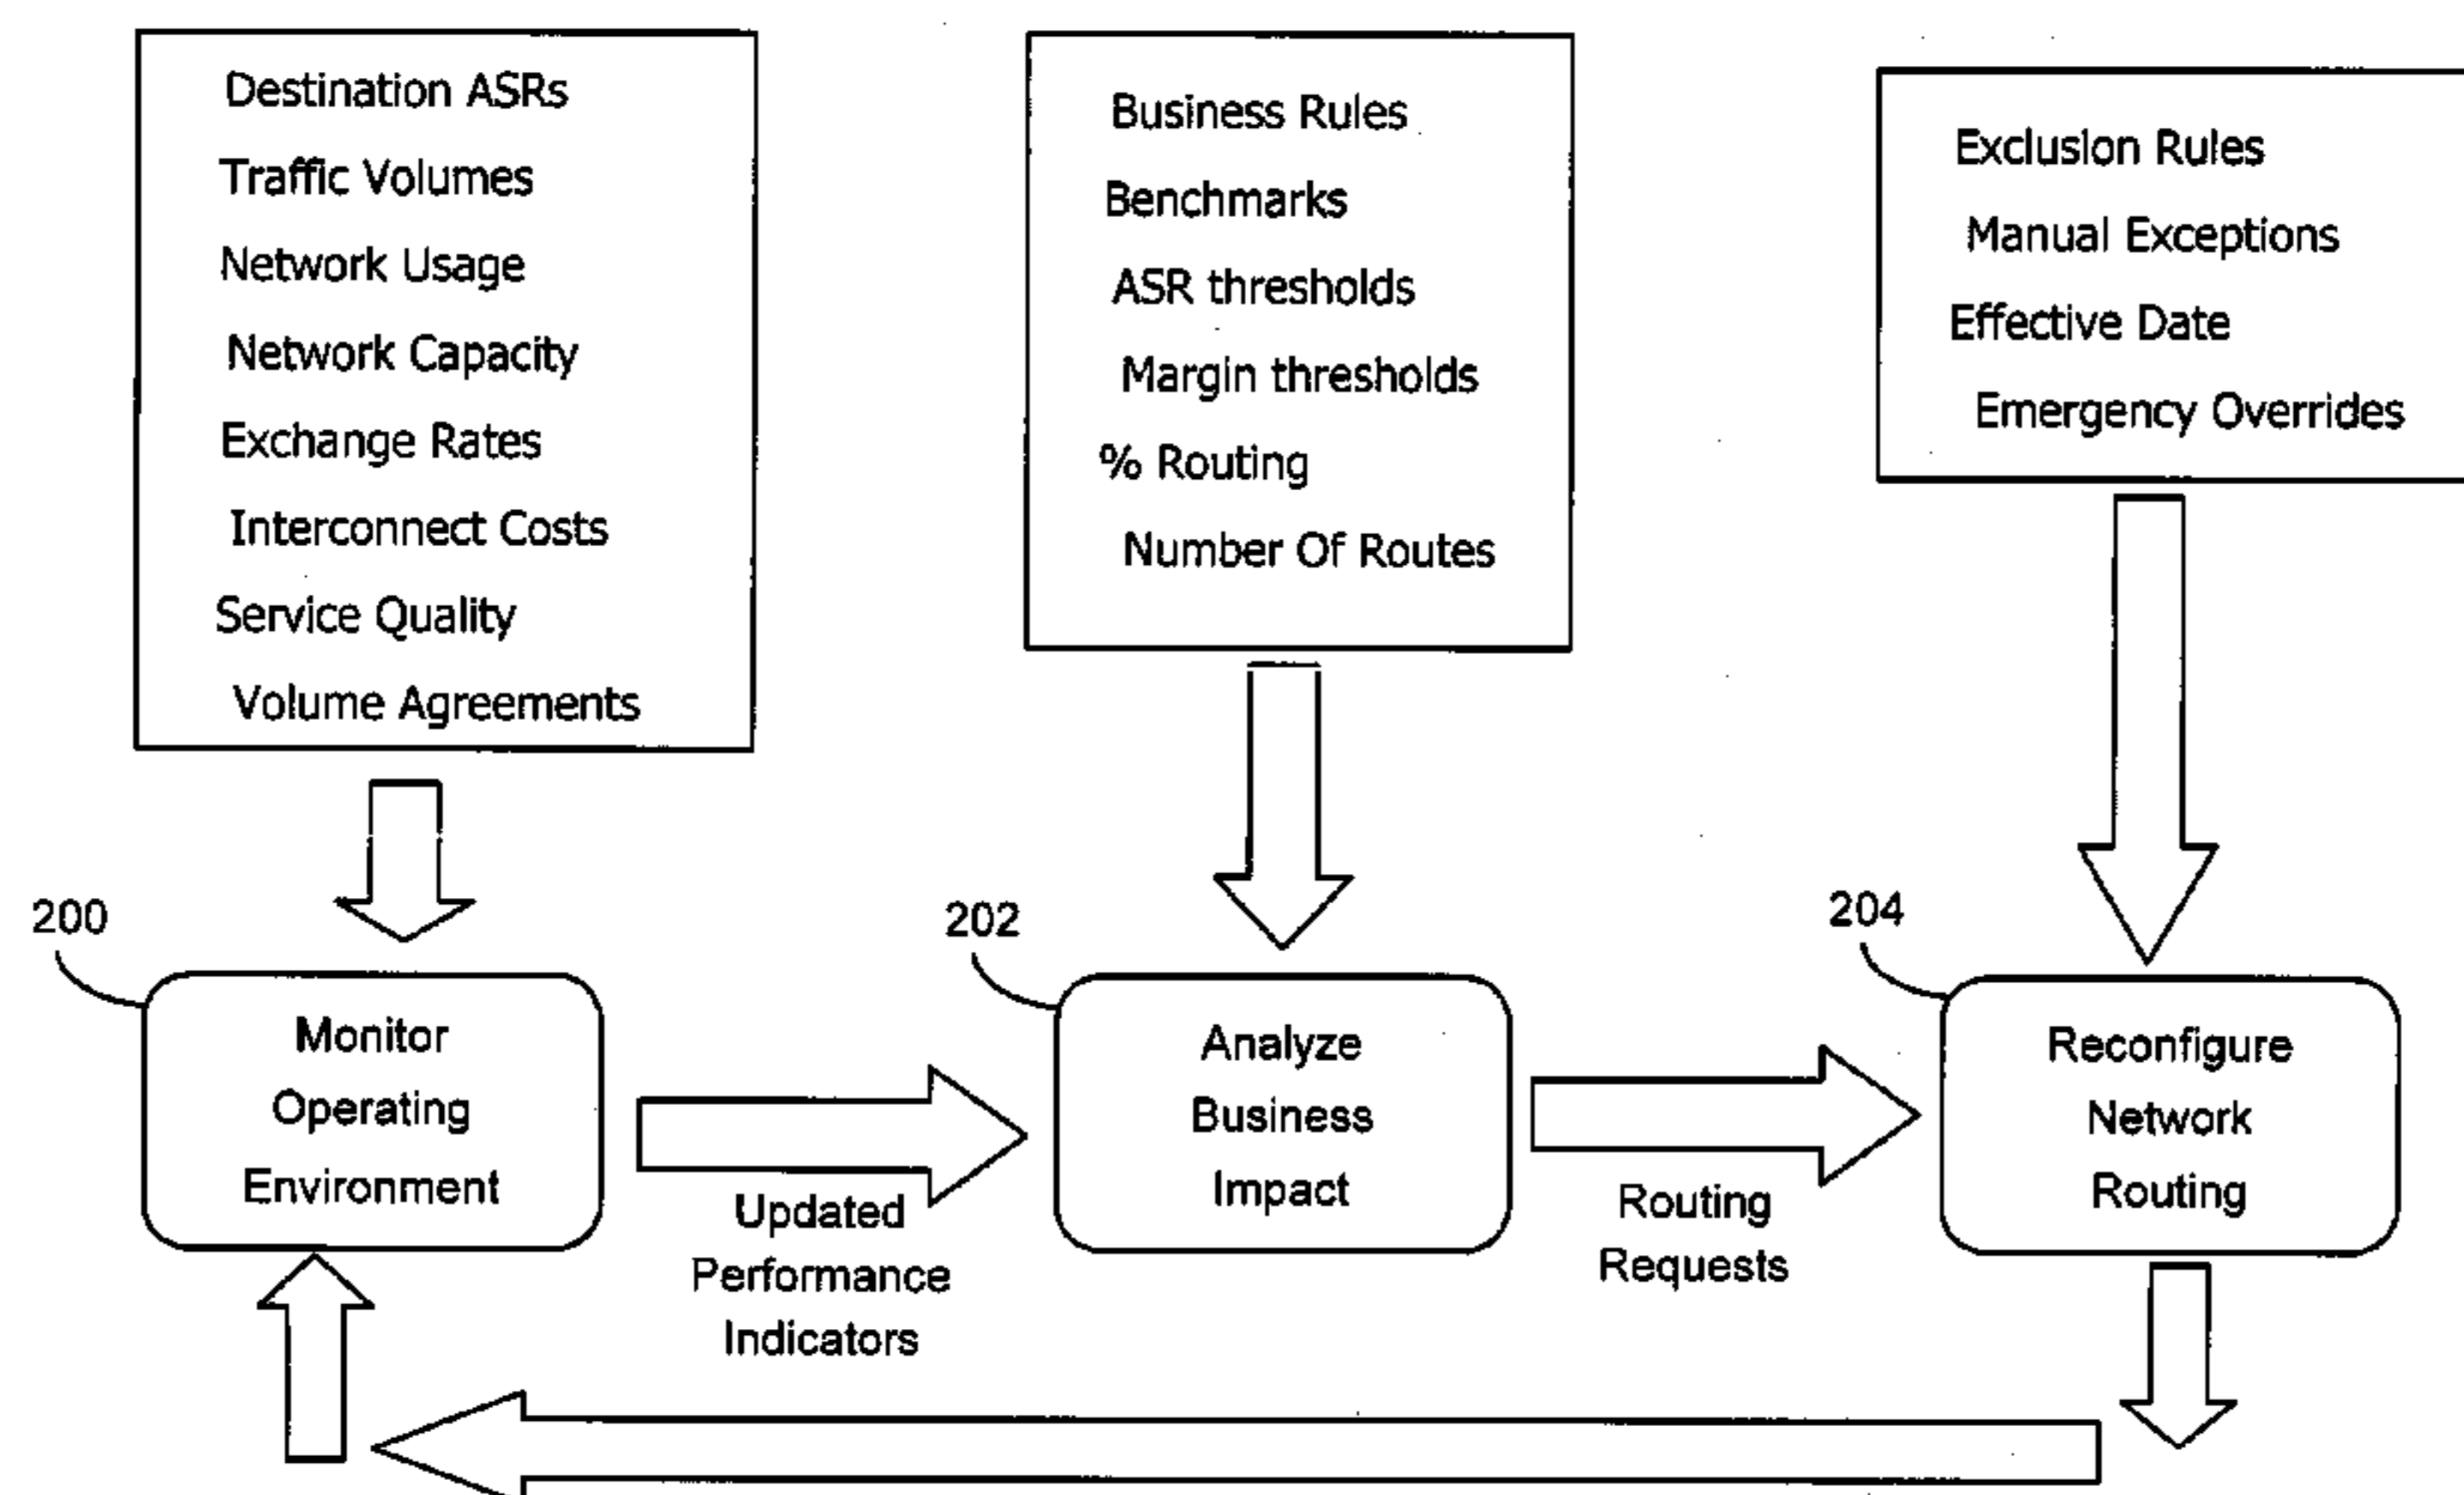 Destination ASRs
Traffic Volumes
Network Usage
Network Capacity
Exchange Rates
Interconnect Costs
Service Quality
Volume Agreements
Business Rules
Benchmarks
ASR thresholds
Margin thresholds
% Routing
Number Of Routes
Exclusion Rules
Manual Exceptions
Effective Date
Emergency Overrides
200
Monitor
Operating
Environment
Updated
Performance
Indicators
202
Analyze
Business
Impact
Routing
Requests
204
Reconfigure
Network
Routing